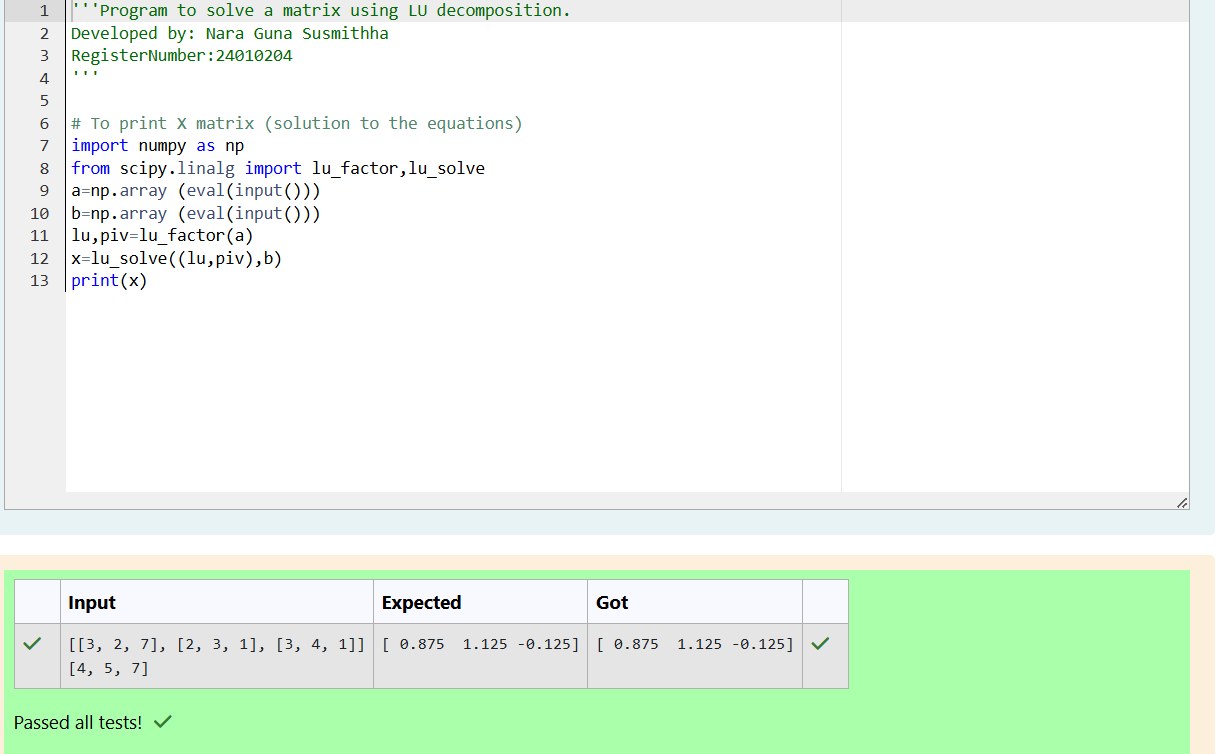 1 '''Program to solve a matrix using LU decomposition.
2 Developed by: Nara Guna Susmithha
3 RegisterNumber:24010204
4 '''
5
6 # To print X matrix (solution to the equations)
7 import numpy as np
8 from scipy.linalg import lu_factor,lu_solve
9 a=np.array (eval(input()))
10 b=np.array (eval(input()))
11 lu,piv=lu_factor(a)
12 x=lu_solve((lu,piv),b)
13 print(x)
Input Expected Got
[[3, 2, 7], [2, 3, 1], [3, 4, 1]] [ 0.875  1.125 -0.125] [ 0.875  1.125 -0.125]
[4, 5, 7]
Passed all tests!